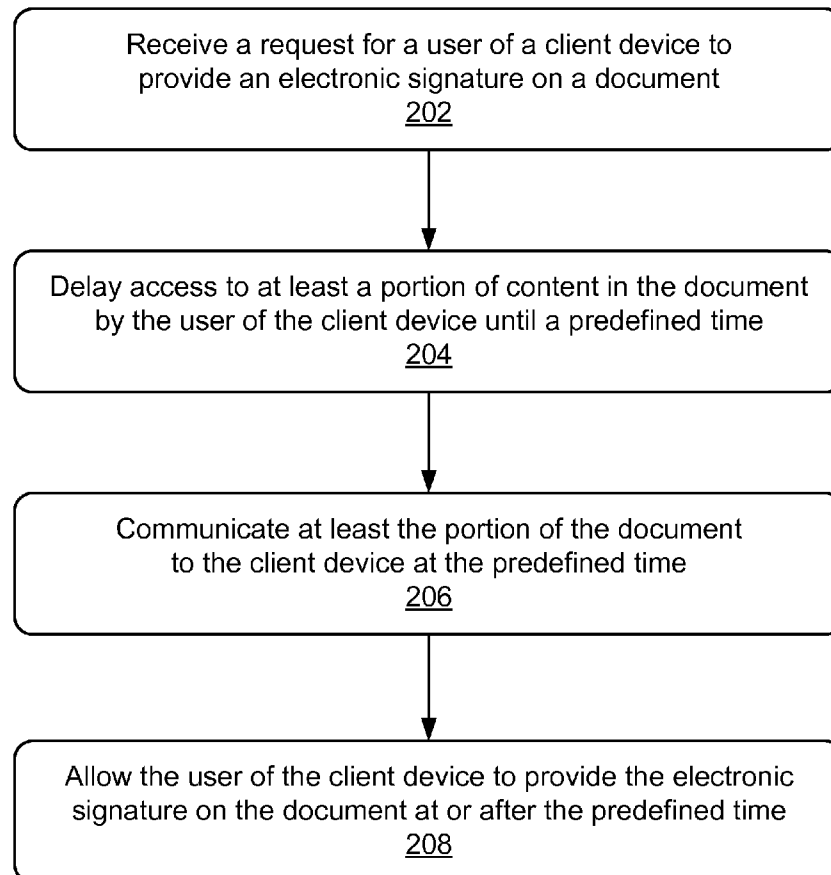 Receive a request for a user of a client device to
provide an electronic signature on a document
202
Delay access to at least a portion of content in the document
by the user of the client device until a predefined time
204
Communicate at least the portion of the document
to the client device at the predefined time
206
Allow the user of the client device to provide the electronic
signature on the document at or after the predefined time
208